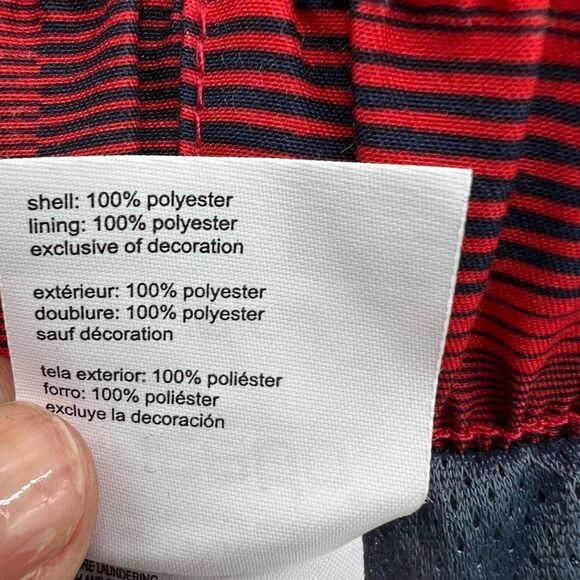 shell: 100% polyester
lining: 100% polyester
exclusive of decoration
extérieur: 100% polyester
doublure: 100% polyester
sauf décoration
tela exterior: 100% poliéster
forro: 100% poliéster
excluye la decoración
LAUNDERING